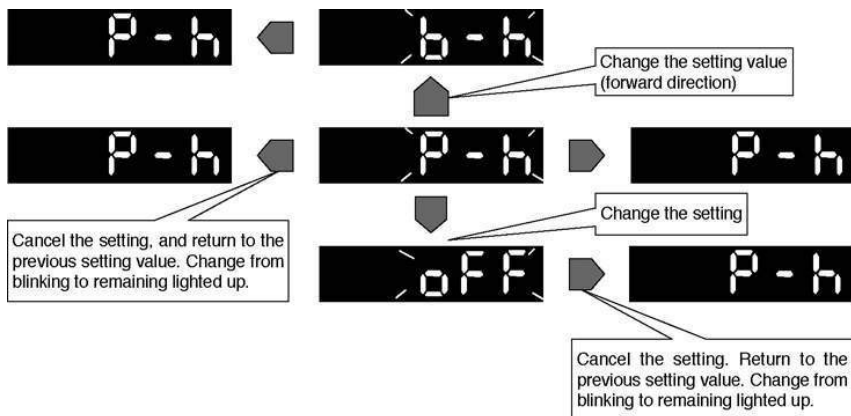 P-h
b-h
Change the setting value
(forward direction)
P-h
P-h
P-h
Change the setting
Cancel the setting, and return to the
previous setting value. Change from
blinking to remaining lighted up.
oFF
P-h
Cancel the setting. Return to the
previous setting value. Change from
blinking to remaining lighted up.